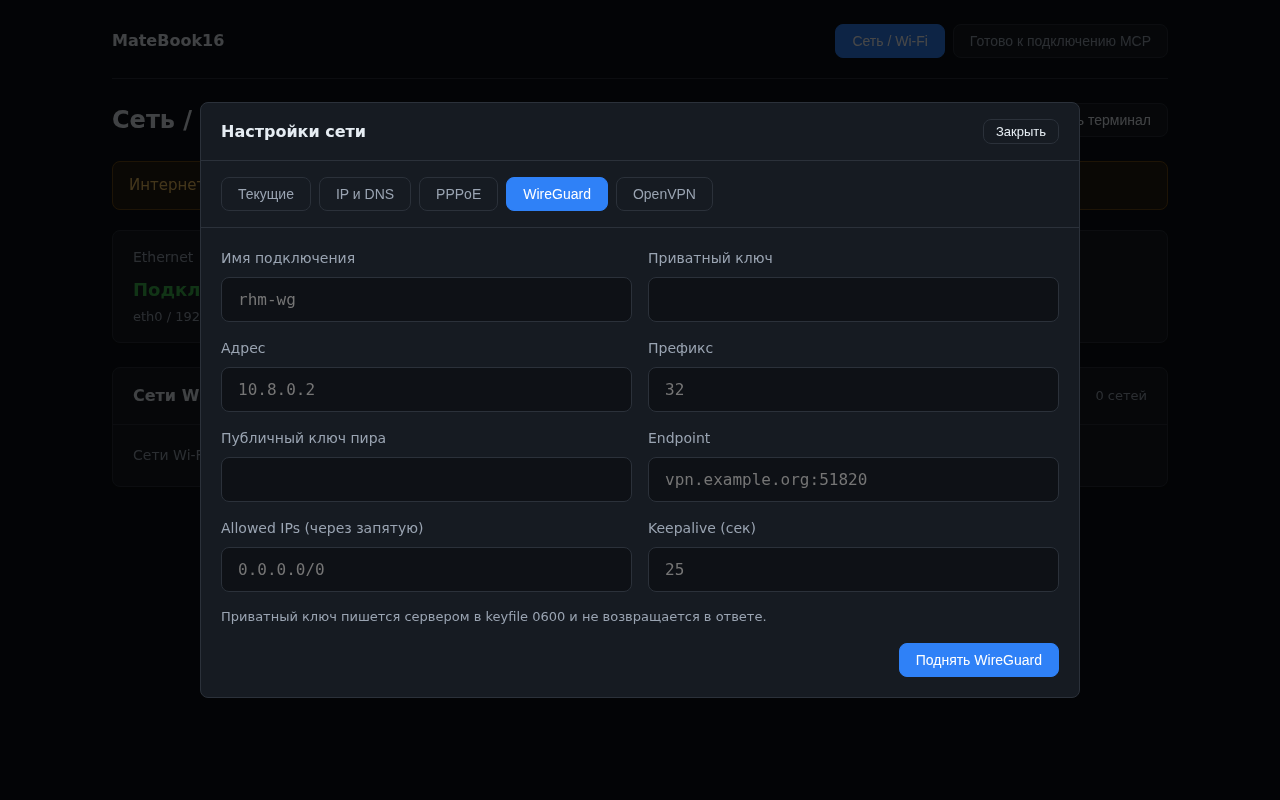 MateBook16
Сеть / Wi-Fi
Готово к подключению MCP
Сеть /
терминал
Интернет
Ethernet
Подкл
eth0 / 192
Сети W
0 сетей
Сети Wi-F
Настройки сети
Закрыть
Текущие
IP и DNS
PPPoE
WireGuard
OpenVPN
Имя подключения
Приватный ключ
rhm-wg
Адрес
Префикс
10.8.0.2
32
Публичный ключ пира
Endpoint
vpn.example.org:51820
Allowed IPs (через запятую)
Keepalive (сек)
0.0.0.0/0
25
Приватный ключ пишется сервером в keyfile 0600 и не возвращается в ответе.
Поднять WireGuard